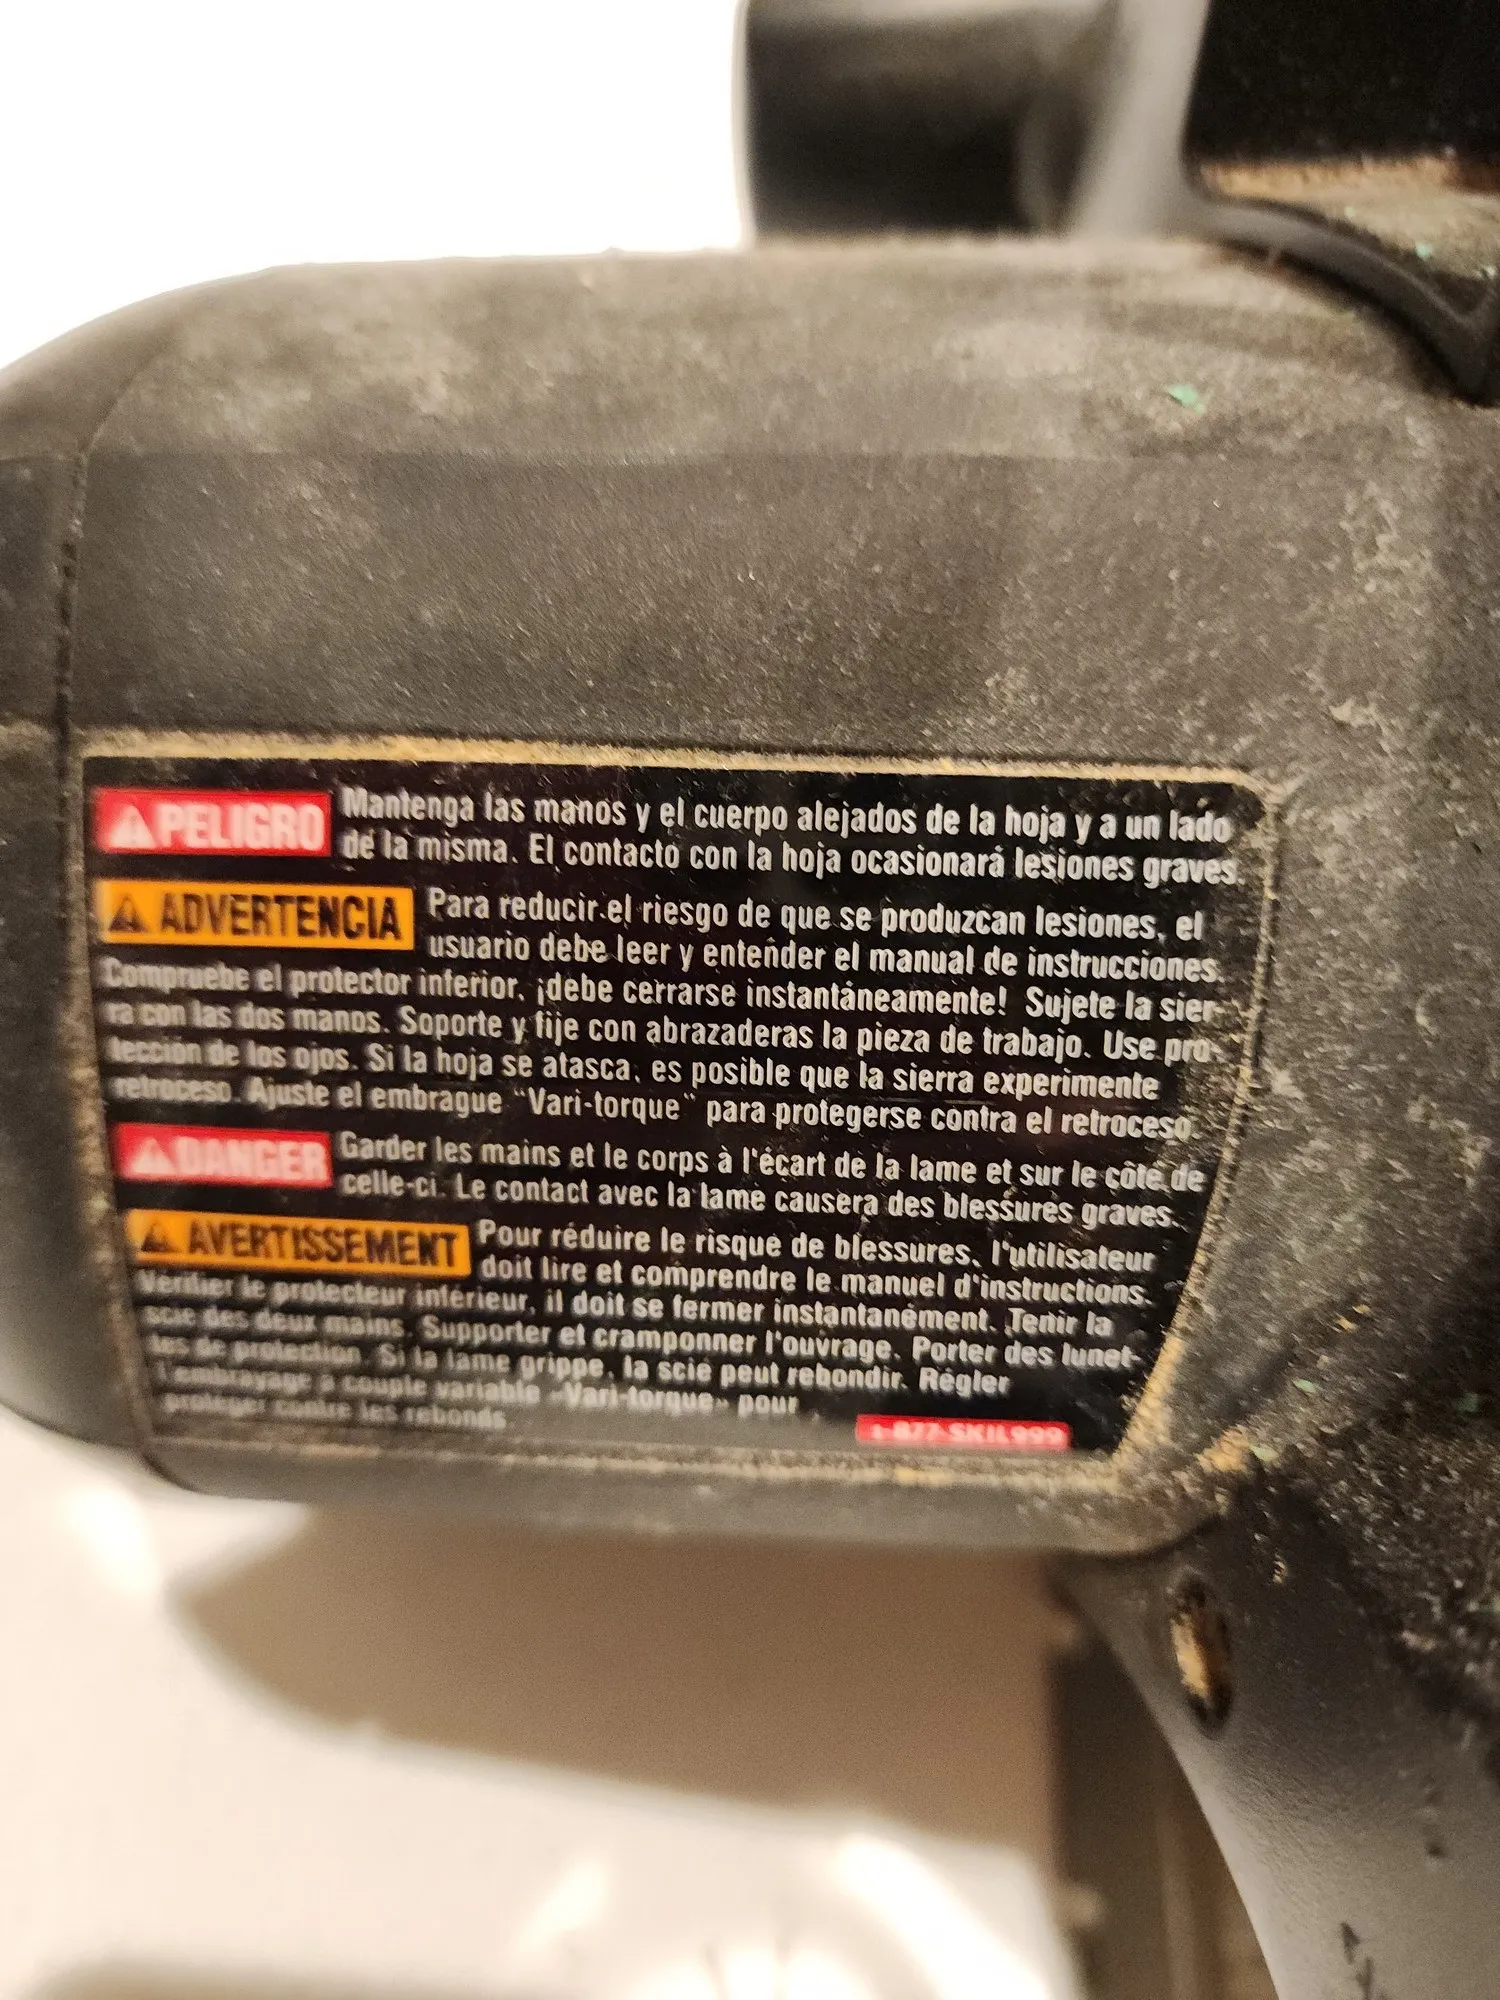 PELIGRO Mantenga las manos y el cuerpo alejados de la hoja y a un lado
de la misma. El contacto con la hoja ocasionará lesiones graves.
ADVERTENCIA Para reducir el riesgo de que se produzcan lesiones, el
usuario debe leer y entender el manual de instrucciones.
Compruebe el protector inferior, ¡debe cerrarse instantáneamente! Sujete la sier-
ra con las dos manos. Soporte y fije con abrazaderas la pieza de trabajo. Use pro-
tección de los ojos. Si la hoja se atasca, es posible que la sierra experimente
retroceso. Ajuste el embrague "Vari-torque" para protegerse contra el retroceso.
DANGER Garder les mains et le corps à l'écart de la lame et sur le côté de
celle-ci. Le contact avec la lame causera des blessures graves.
AVERTISSEMENT Pour réduire le risque de blessures, l'utilisateur
doit lire et comprendre le manuel d'instructions.
Vérifier le protecteur inférieur, il doit se fermer instantanément. Tenir la
scie des deux mains. Supporter et cramponner l'ouvrage. Porter des lunet-
tes de protection. Si la lame grippe, la scie peut rebondir. Régler
l'embrayage à couple variable «Vari-torque» pour
protéger contre les rebonds
1-877-SKIL999